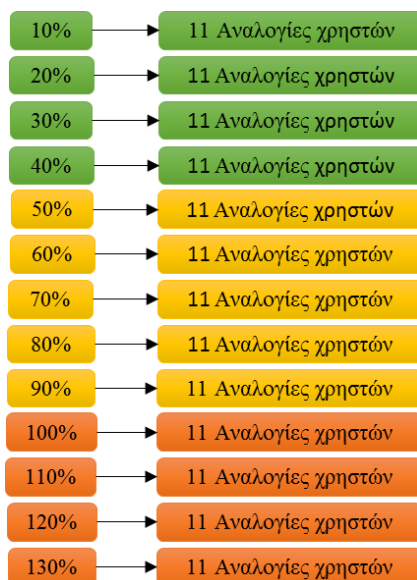 10% 11 Αναλογίες χρηστών
20% 11 Αναλογίες χρηστών
30% 11 Αναλογίες χρηστών
40% 11 Αναλογίες χρηστών
50% 11 Αναλογίες χρηστών
60% 11 Αναλογίες χρηστών
70% 11 Αναλογίες χρηστών
80% 11 Αναλογίες χρηστών
90% 11 Αναλογίες χρηστών
100% 11 Αναλογίες χρηστών
110% 11 Αναλογίες χρηστών
120% 11 Αναλογίες χρηστών
130% 11 Αναλογίες χρηστών